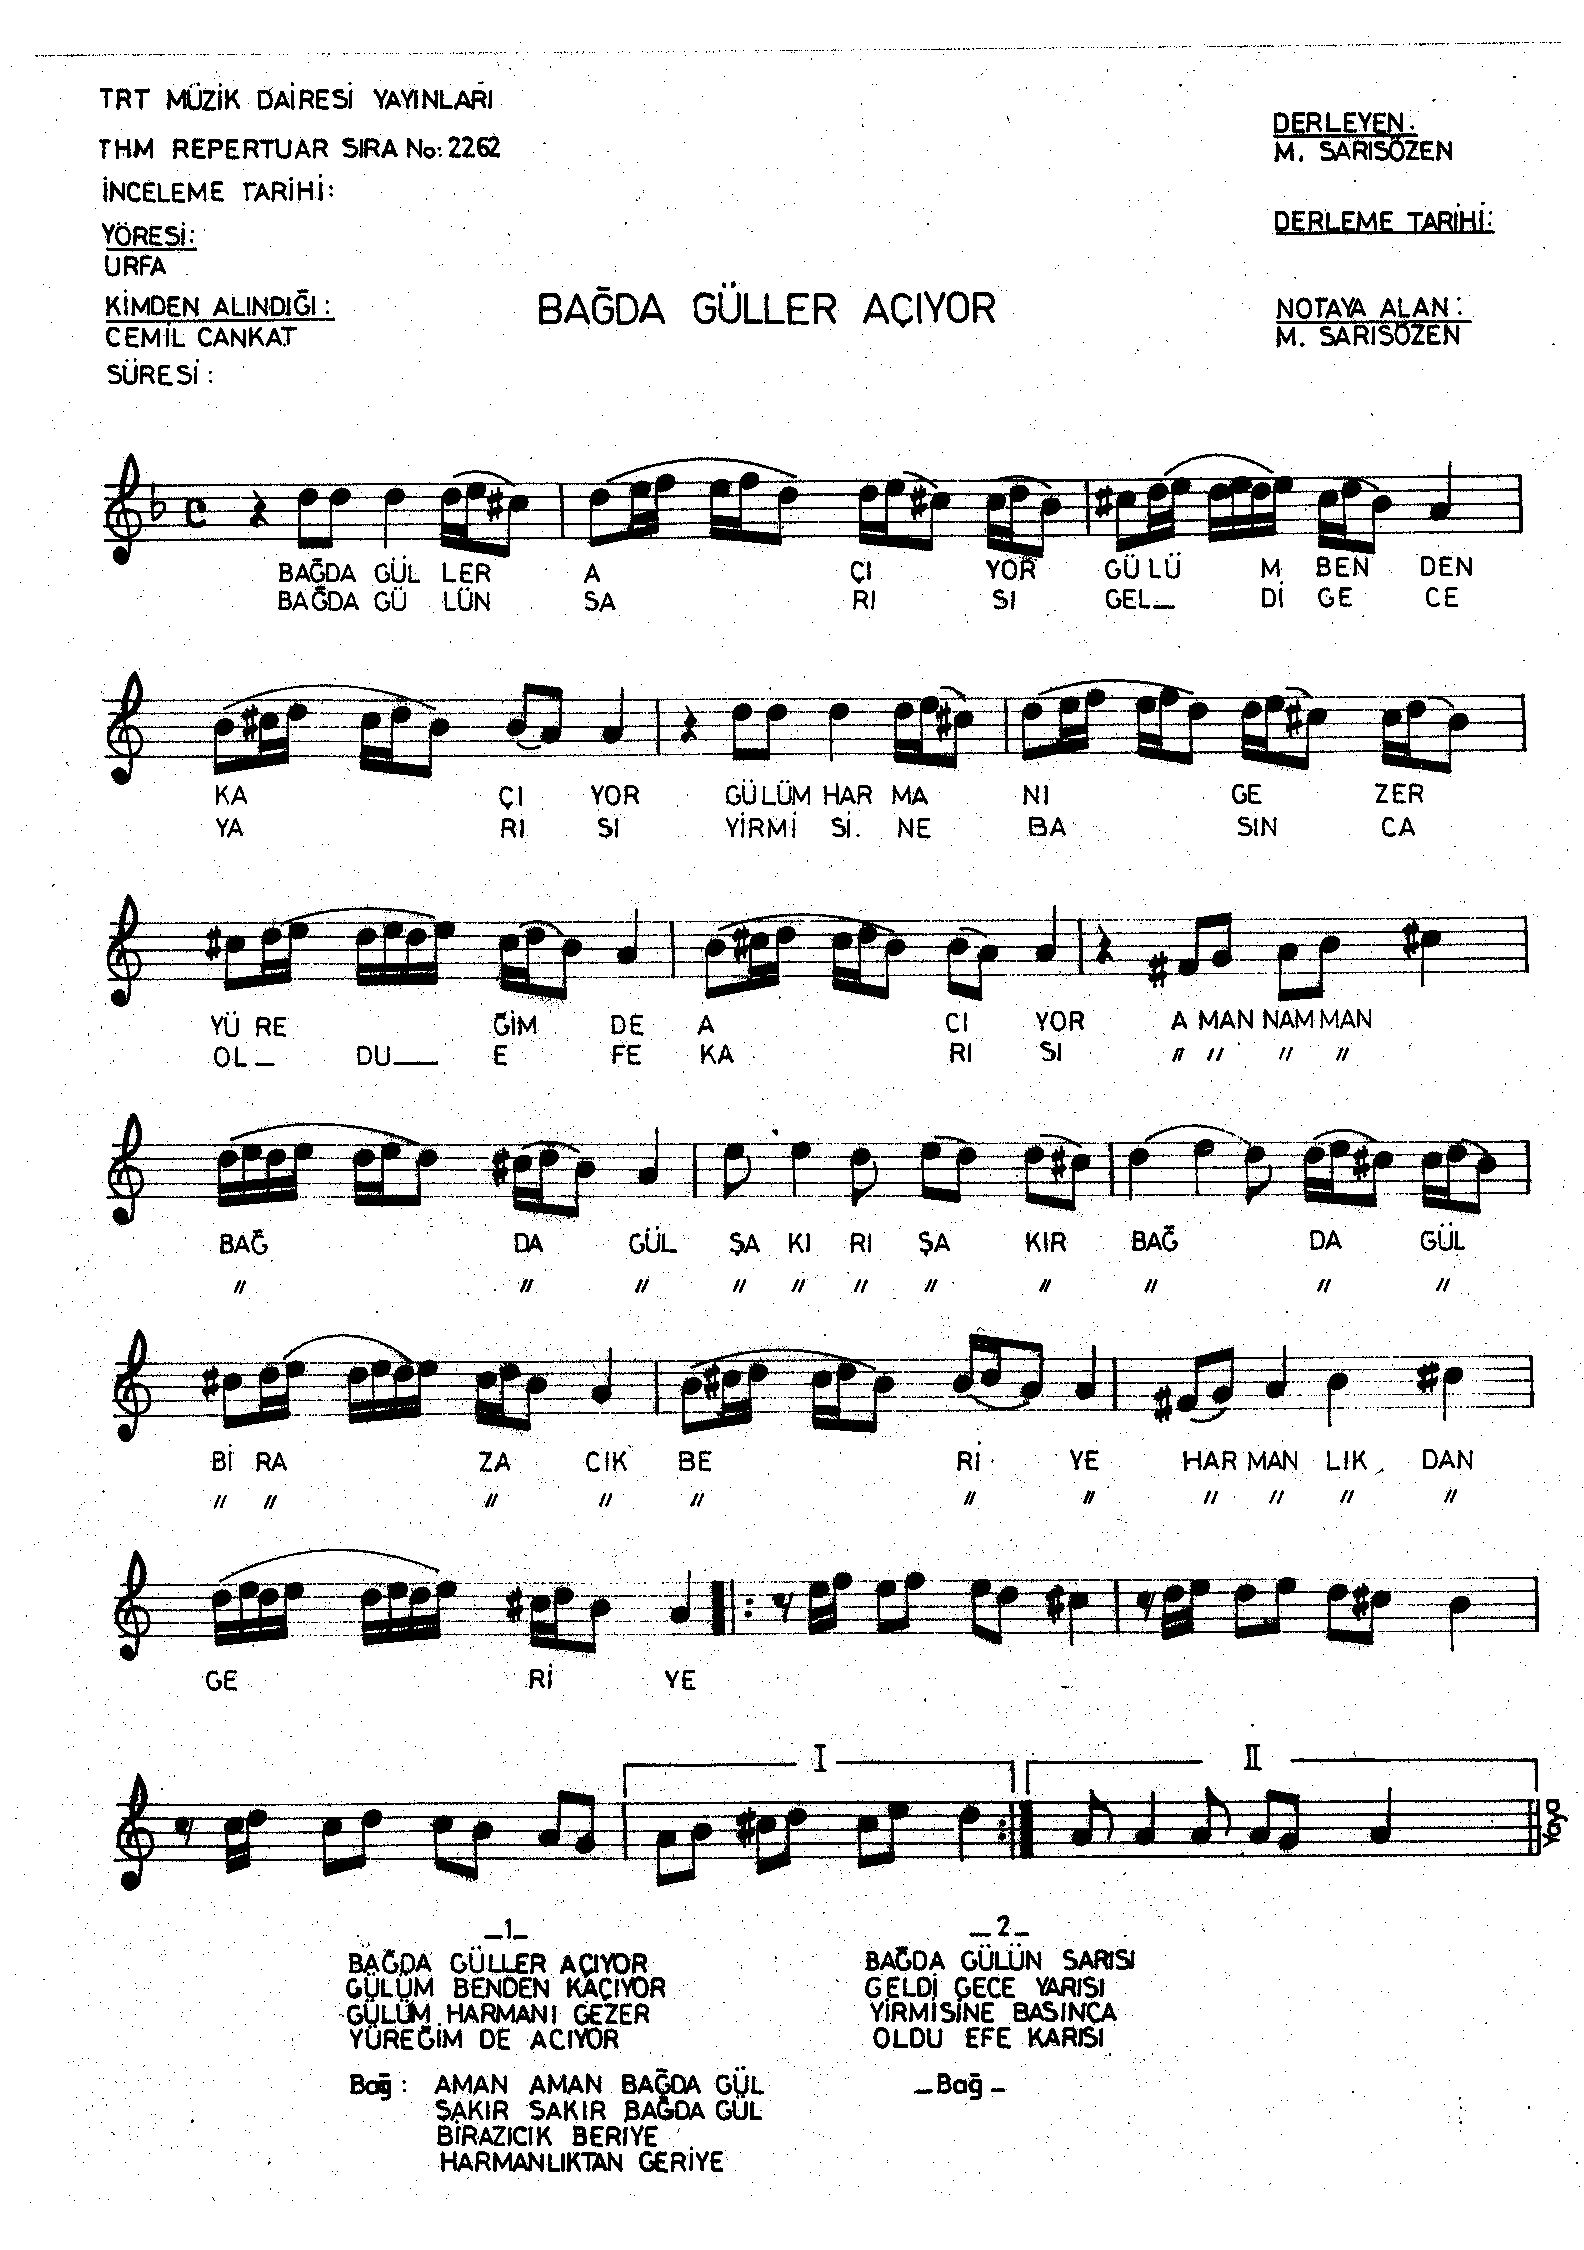 TRT MÜZİK DAİRESİ YAYINLARI
THM REPERTUAR SIRA No: 2262
İNCELEME TARİHİ:
YÖRESİ:
URFA
KİMDEN ALINDIĞI:
CEMİL CANKAT
SÜRESİ:
DERLEYEN:
M. SARISÖZEN
DERLEME TARİHİ:
NOTAYA ALAN:
M. SARISÖZEN
BAĞDA GÜLLER AÇIYOR
BAĞDA GÜL LER A ÇI YOR GÜ LÜ M BEN DEN
BAĞDA GÜ LÜN SA RI SI GEL_ Dİ GE CE
KA ÇI YOR GÜ LÜM HAR MA NI GE ZER
YA RI SI YİRMİ Sİ. NE BA SIN CA
YÜ RE ĞİM DE A CI YOR A MAN NAM MAN
OL_ DU__ E FE KA RI SI " " " "
BAĞ DA GÜL ŞA KI RI ŞA KIR BAĞ DA GÜL
" " " " " " " " " " "
Bİ RA ZA CIK BE Rİ YE HAR MAN LIK DAN
" " " " " " " " " " "
GE Rİ YE
I
II
Yaya
_1_
BAĞDA GÜLLER AÇIYOR
GÜLÜM BENDEN KAÇIYOR
GÜLÜM HARMANI GEZER
YÜREĞİM DE ACIYOR
Bağ: AMAN AMAN BAĞDA GÜL
ŞAKIR ŞAKIR BAĞDA GÜL
BİRAZICIK BERİYE
HARMANLIKTAN GERİYE
_2_
BAĞDA GÜLÜN SARISI
GELDİ GECE YARISI
YİRMİSİNE BASINCA
OLDU EFE KARISI
_Bağ_